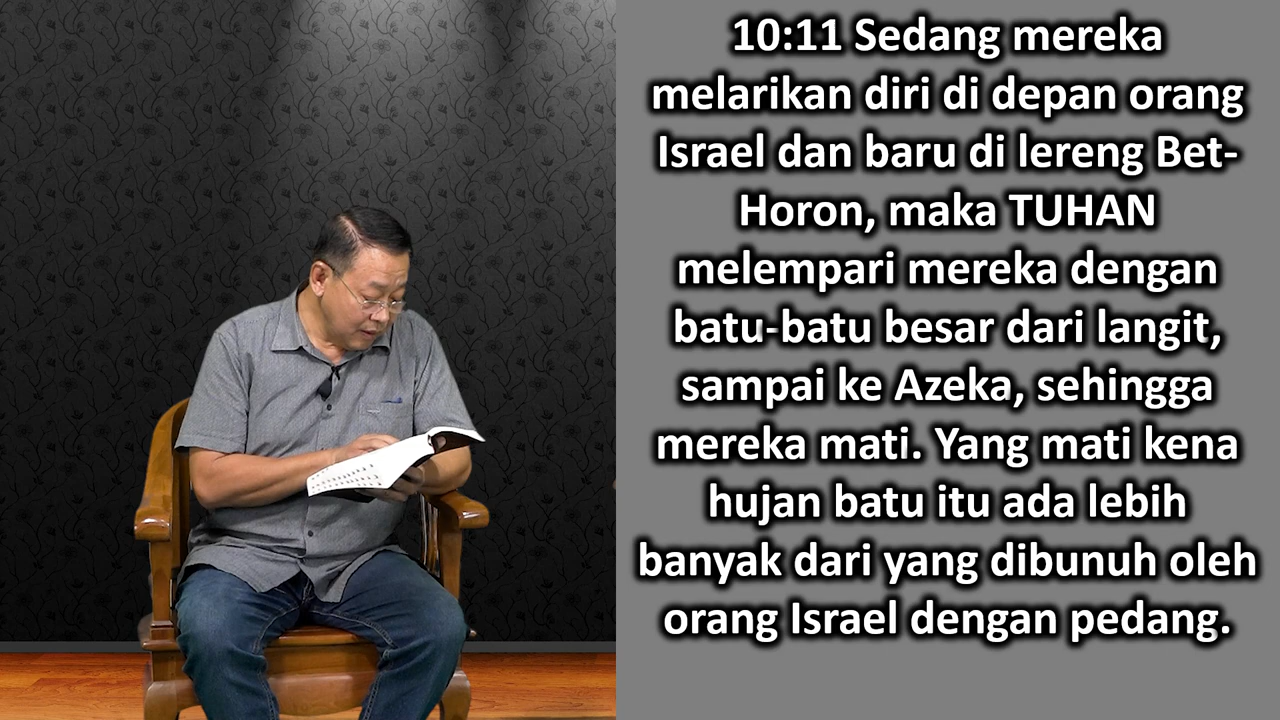 10:11 Sedang mereka
melarikan diri di depan orang
Israel dan baru di lereng Bet-
Horon, maka TUHAN
melempari mereka dengan
batu-batu besar dari langit,
sampai ke Azeka, sehingga
mereka mati. Yang mati kena
hujan batu itu ada lebih
banyak dari yang dibunuh oleh
orang Israel dengan pedang.